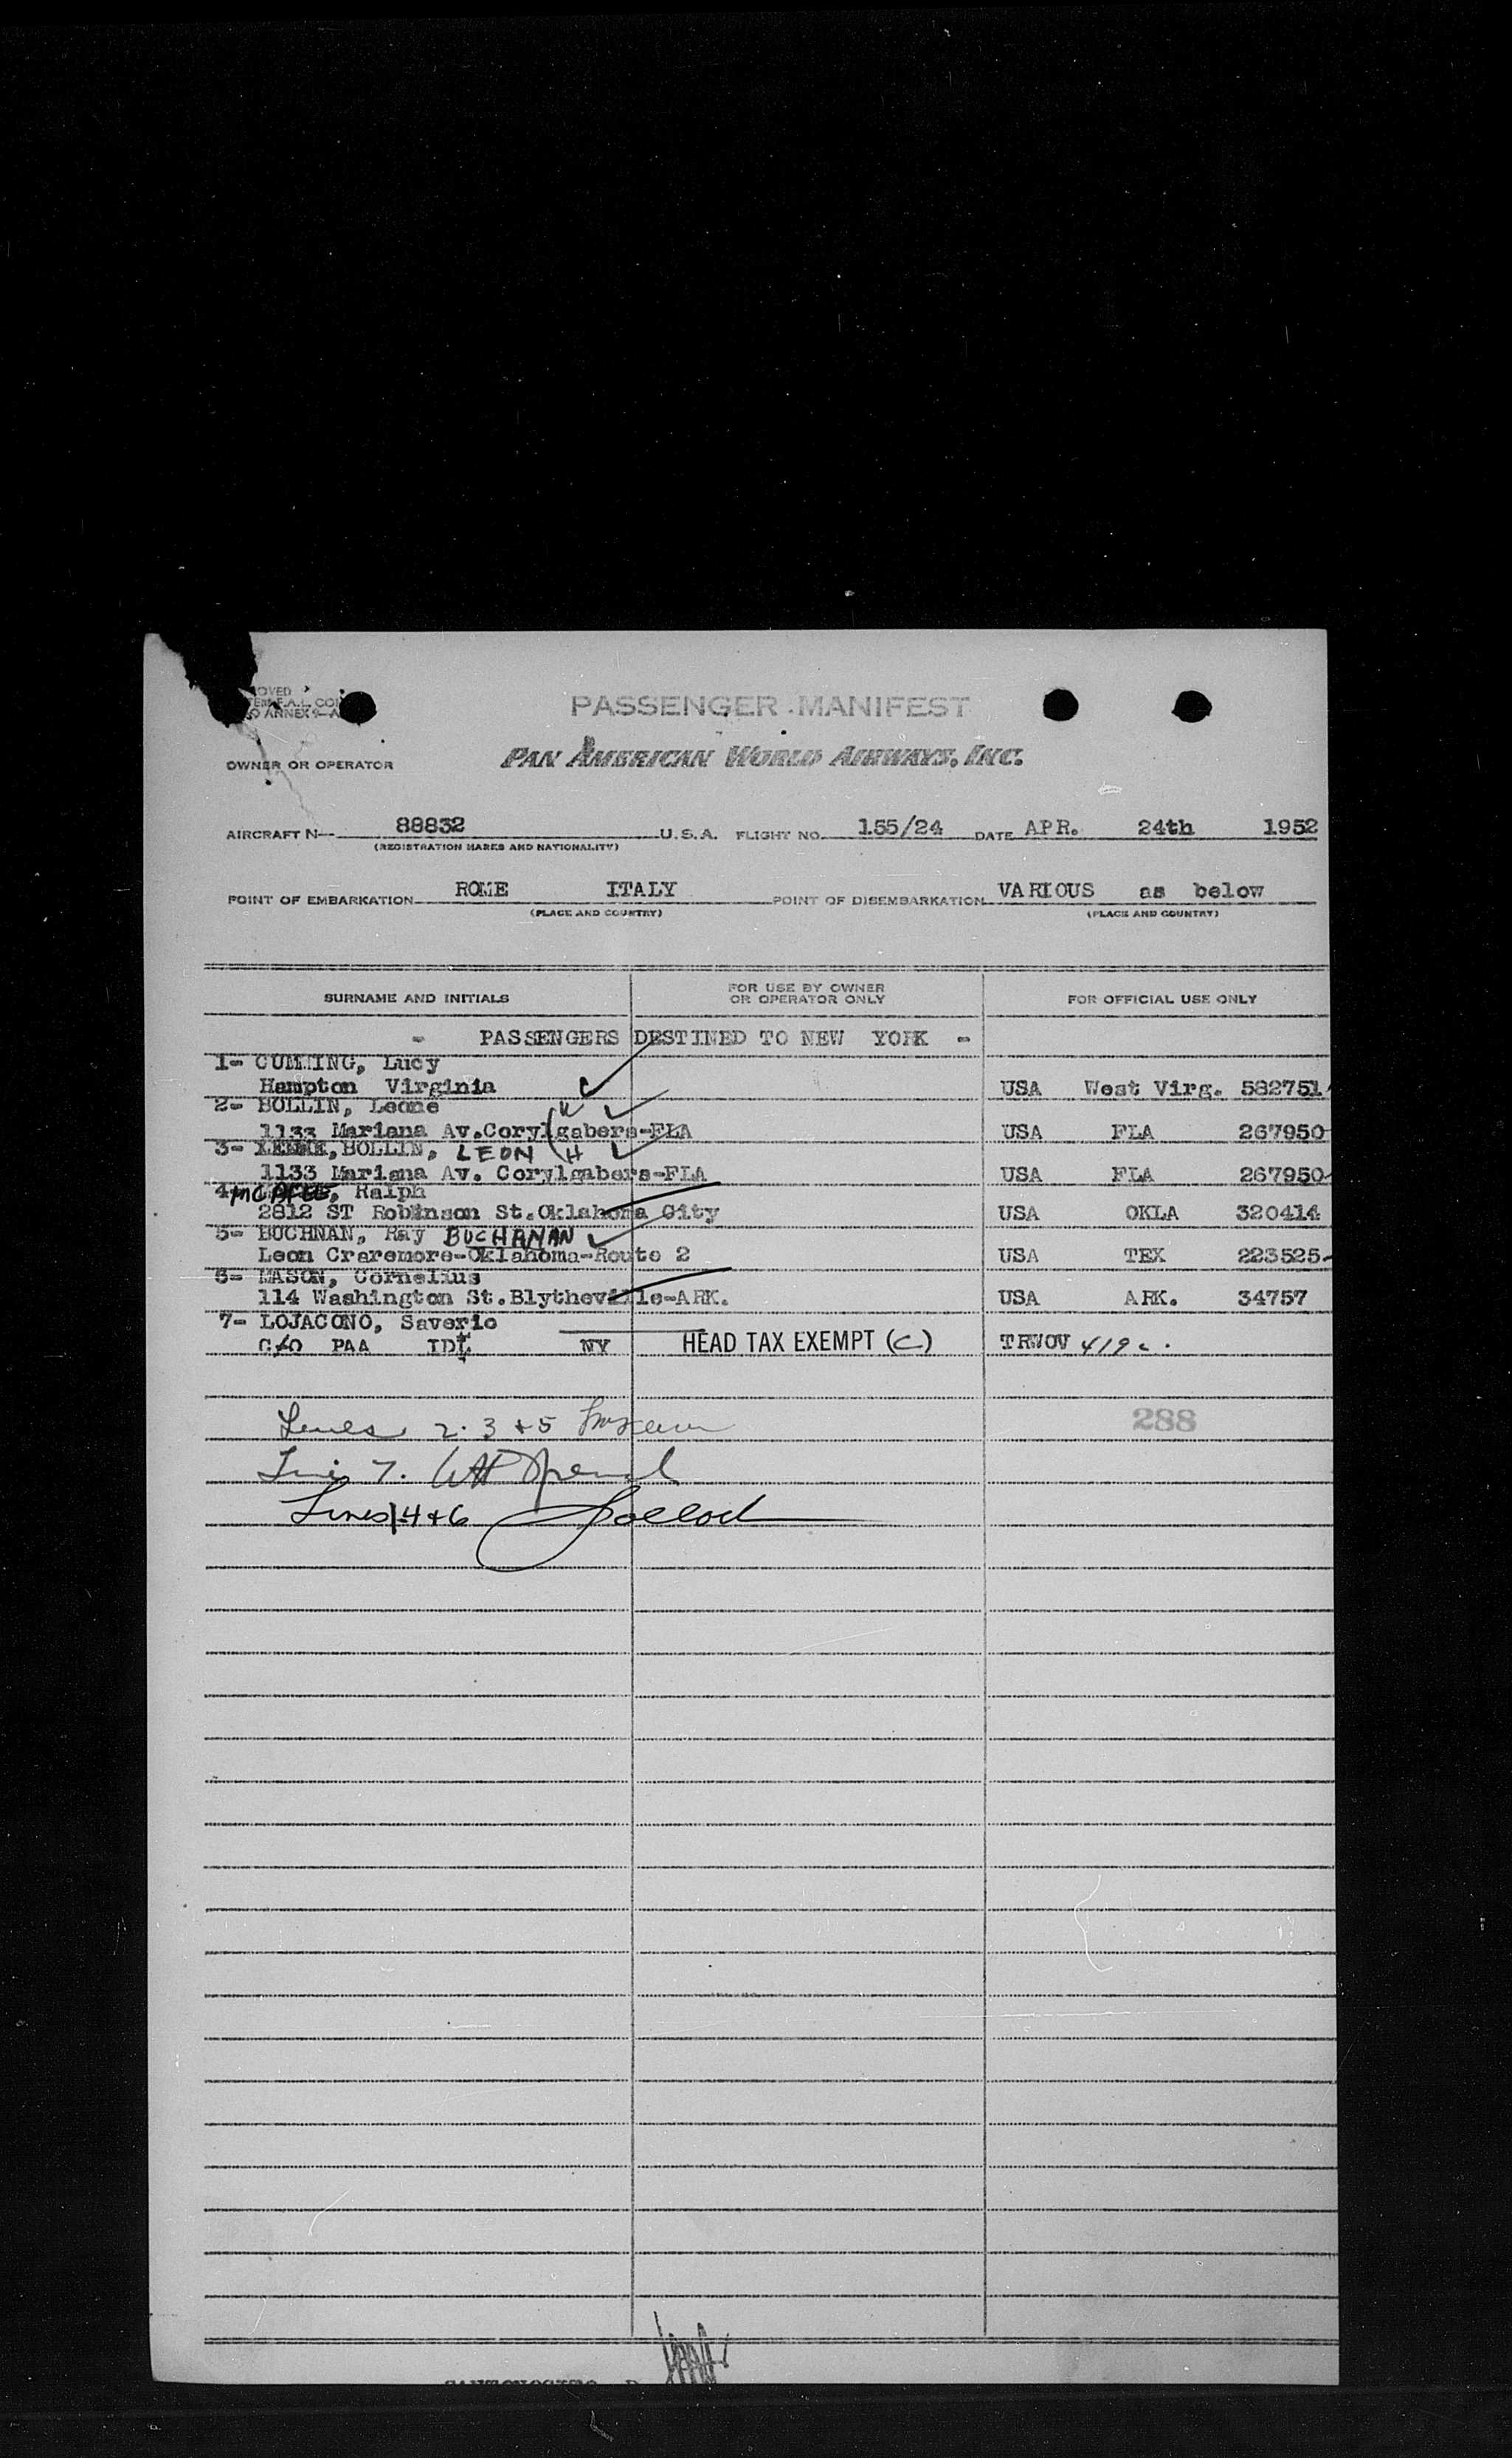 OVED
F.A.L. CO
ANNEX 9-A
PASSENGER MANIFEST
OWNER OR OPERATOR PAN AMERICAN WORLD AIRWAYS, INC.
AIRCRAFT N- 88832 U.S.A. FLIGHT NO. 155/24 DATE APR. 24th 1952
(REGISTRATION MARKS AND NATIONALITY)
POINT OF EMBARKATION ROME ITALY POINT OF DISEMBARKATION VARIOUS as below
(PLACE AND COUNTRY) (PLACE AND COUNTRY)
SURNAME AND INITIALS FOR USE BY OWNER OR OPERATOR ONLY FOR OFFICIAL USE ONLY
- PASSENGERS DESTINED TO NEW YORK -
1- CUMMING, Lucy
Hampton Virginia USA West Virg. 582751
2- BOLLIN, Leone
1133 Mariana Av.Corylgabers-FLA USA FLA 267950
3- BOLLIN, LEON H
1133 Mariana Av. Corylgabers-FLA USA FLA 267950
4- MCAFEE, Ralph
2812 ST Robinson St.Oklahoma City USA OKLA 320414
5- BUCHNAN, Ray BUCHANAN
Leon Craremore-Oklahoma-Route 2 USA TEX 223525
6- MASON, Cornelius
114 Washington St.Blytheville-ARK. USA ARK. 34757
7- LOJACONO, Saverio
C/O PAA IDL NY HEAD TAX EXEMPT (C) TRWOV 419
Lines 2. 3 + 5
288
Line 7.
Lines 1 4 + 6